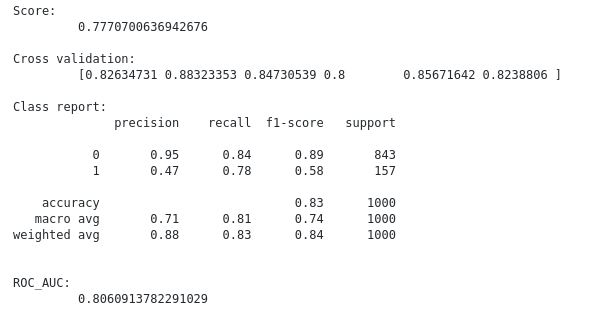 Score:
0.7770700636942676
Cross validation:
[0.82634731 0.88323353 0.84730539 0.8        0.85671642 0.8238806 ]
Class report:
precision    recall  f1-score   support
0       0.95      0.84      0.89       843
1       0.47      0.78      0.58       157
accuracy                           0.83      1000
macro avg       0.71      0.81      0.74      1000
weighted avg       0.88      0.83      0.84      1000
ROC_AUC:
0.8060913782291029